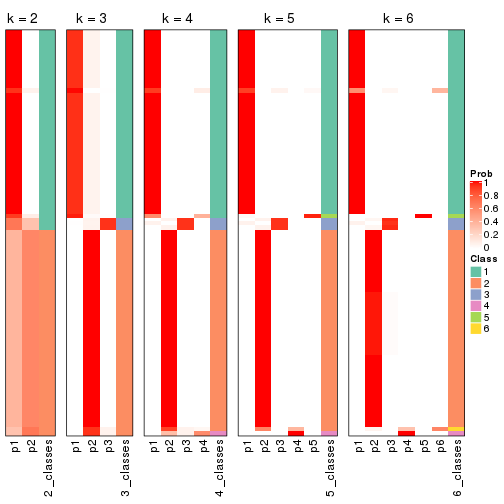 k = 2
k = 3
k = 4
k = 5
k = 6
Prob
1
0.8
0.6
0.4
0.2
0
Class
1
2
3
4
5
6
p1
p2
2_classes
p1
p2
p3
3_classes
p1
p2
p3
p4
4_classes
p1
p2
p3
p4
p5
5_classes
p1
p2
p3
p4
p5
p6
6_classes